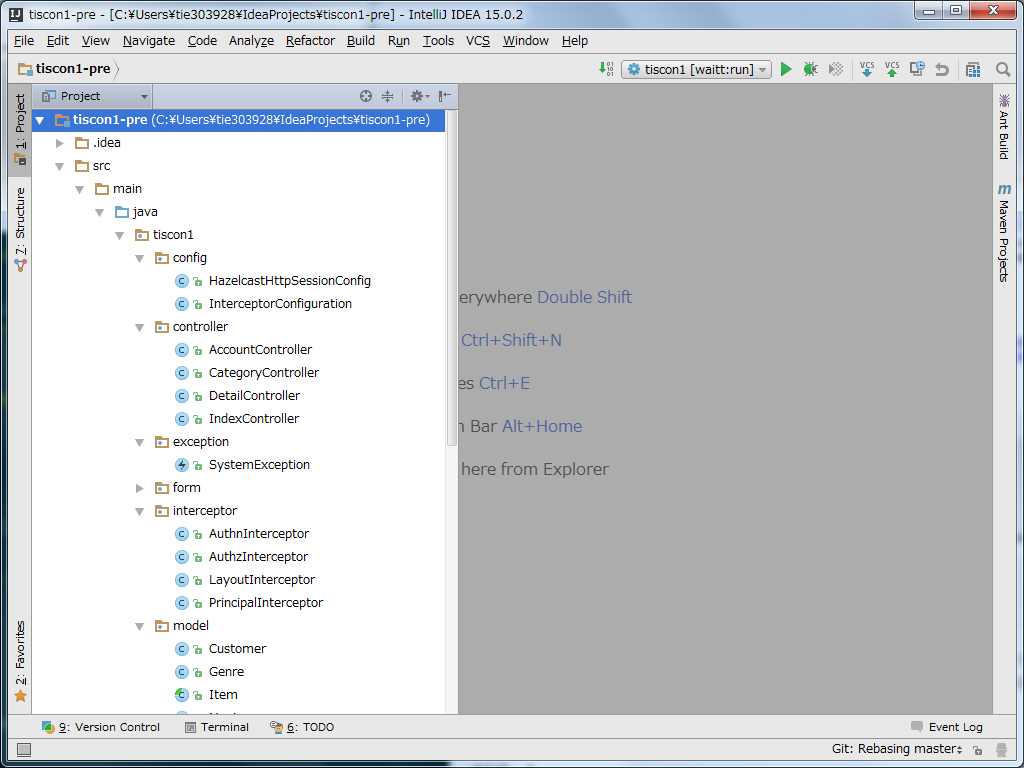 tiscon1-pre - [C:¥Users¥tie303928¥IdeaProjects¥tiscon1-pre] - IntelliJ IDEA 15.0.2
File Edit View Navigate Code Analyze Refactor Build Run Tools VCS Window Help
tiscon1-pre
tiscon1 [waitt:run]
VCS VCS
Project
1: Project
7: Structure
2: Favorites
tiscon1-pre (C:¥Users¥tie303928¥IdeaProjects¥tiscon1-pre)
.idea
src
main
java
tiscon1
config
HazelcastHttpSessionConfig
InterceptorConfiguration
controller
AccountController
CategoryController
DetailController
IndexController
exception
SystemException
form
interceptor
AuthnInterceptor
AuthzInterceptor
LayoutInterceptor
PrincipalInterceptor
model
Customer
Genre
Item
erywhere Double Shift
Ctrl+Shift+N
es Ctrl+E
n Bar Alt+Home
here from Explorer
Ant Build
m Maven Projects
9: Version Control Terminal 6: TODO Event Log
Git: Rebasing master